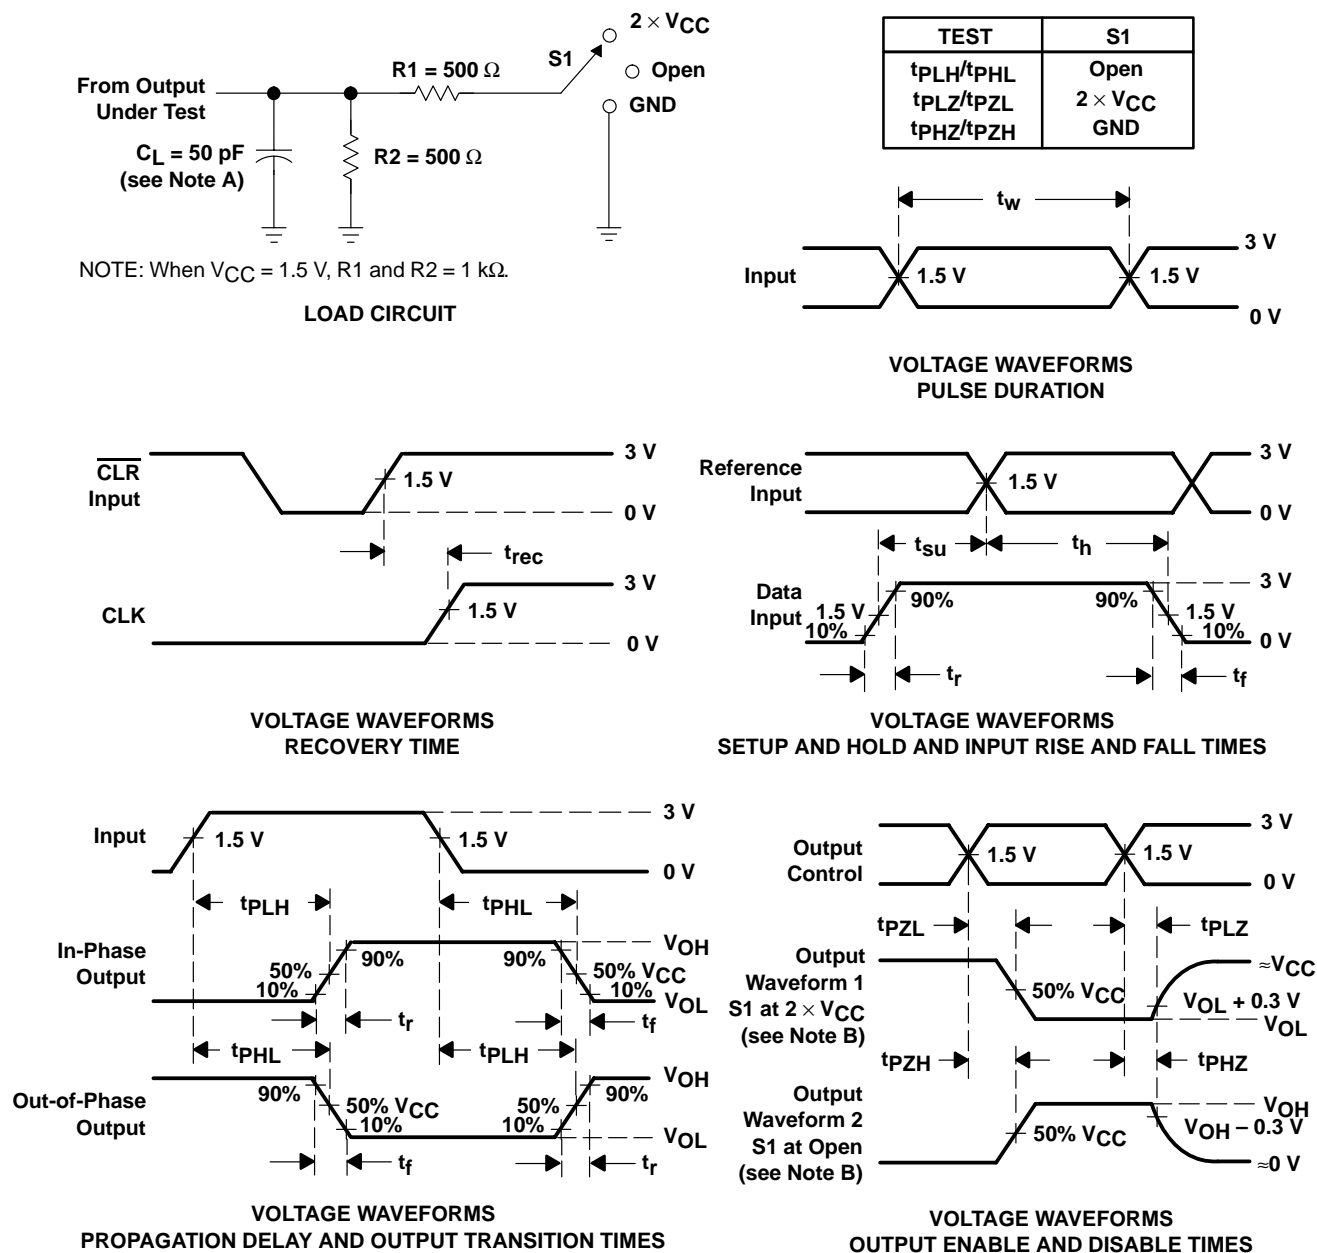 2 × VCC
S1
Open
GND
R1 = 500 Ω
From Output
Under Test
CL = 50 pF
(see Note A)
R2 = 500 Ω
NOTE: When VCC = 1.5 V, R1 and R2 = 1 kΩ.
LOAD CIRCUIT
TEST S1
tPLH/tPHL Open
tPLZ/tPZL 2 × VCC
tPHZ/tPZH GND
tw
3 V
Input
1.5 V 1.5 V
0 V
VOLTAGE WAVEFORMS
PULSE DURATION
CLR
Input
3 V
1.5 V
0 V
trec
CLK
3 V
1.5 V
0 V
VOLTAGE WAVEFORMS
RECOVERY TIME
Reference
Input
3 V
1.5 V
0 V
tsu th
Data
Input
3 V
90% 90%
1.5 V 1.5 V
10% 10%
0 V
tr tf
VOLTAGE WAVEFORMS
SETUP AND HOLD AND INPUT RISE AND FALL TIMES
Input
3 V
1.5 V 1.5 V
0 V
tPLH tPHL
In-Phase
Output
VOH
90% 90%
50% 50% VCC
10% 10%
VOL
tr tf
tPHL tPLH
Out-of-Phase
Output
VOH
90% 90%
50% VCC 50%
10% 10%
VOL
tf tr
VOLTAGE WAVEFORMS
PROPAGATION DELAY AND OUTPUT TRANSITION TIMES
Output
Control
3 V
1.5 V 1.5 V
0 V
tPZL tPLZ
Output
Waveform 1
S1 at 2 × VCC
(see Note B)
≈VCC
50% VCC
VOL + 0.3 V
VOL
tPZH tPHZ
Output
Waveform 2
S1 at Open
(see Note B)
VOH
50% VCC
VOH − 0.3 V
≈0 V
VOLTAGE WAVEFORMS
OUTPUT ENABLE AND DISABLE TIMES